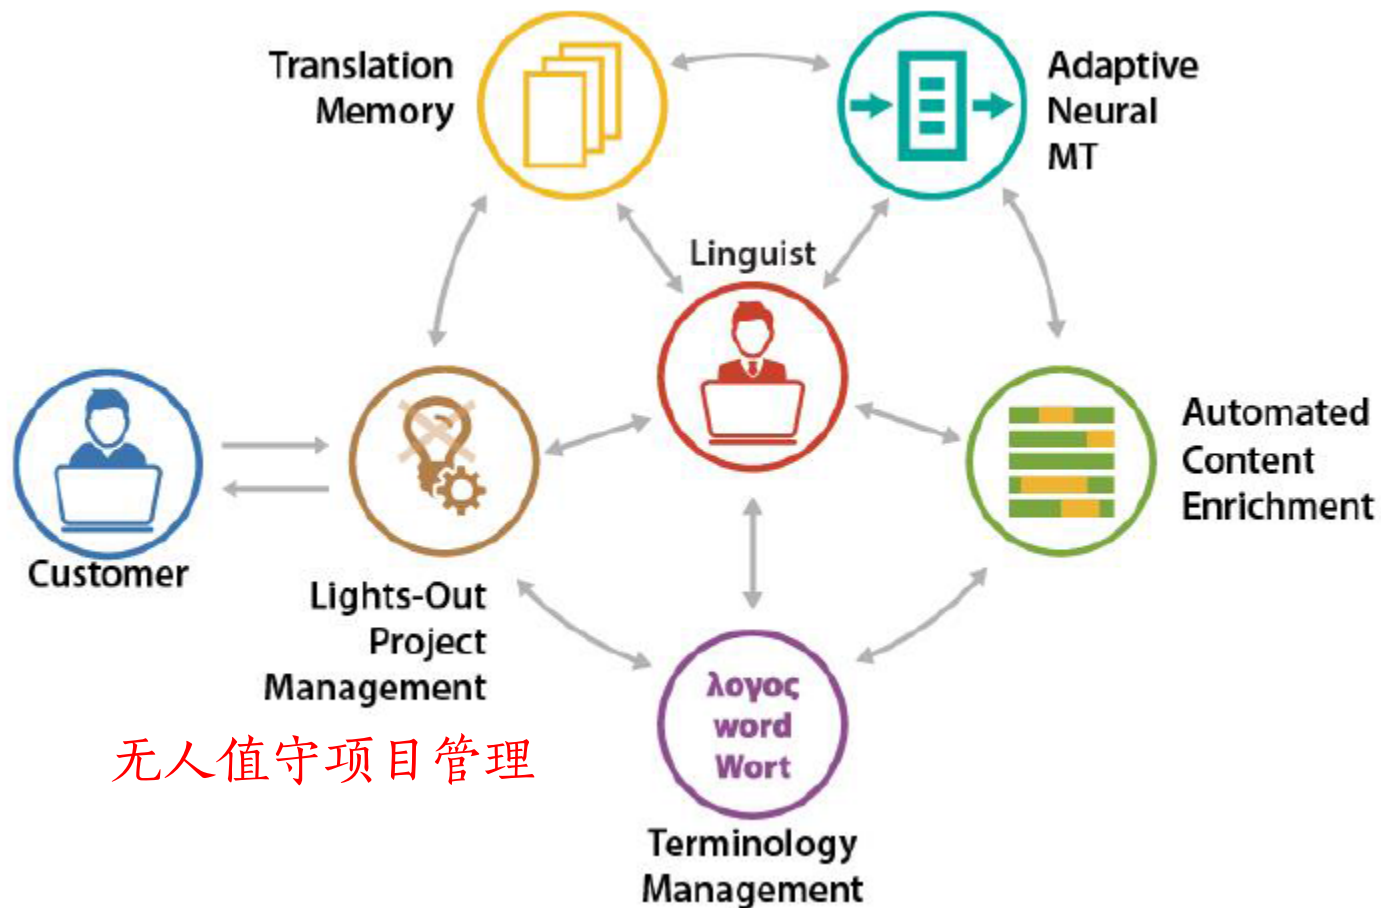 Translation
Memory
Adaptive
Neural
MT
Linguist
Automated
Content
Enrichment
Customer
Lights-Out
Project
Management
无人值守项目管理
λογος
word
Wort
Terminology
Management